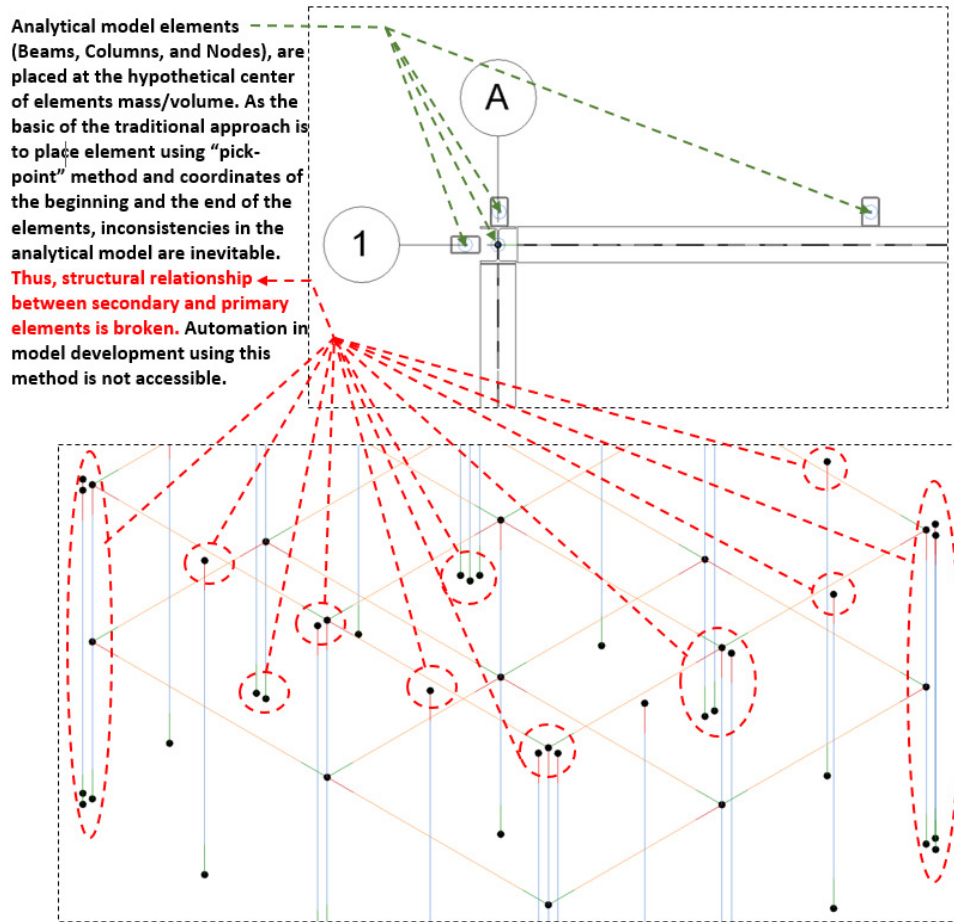 Analytical model elements
(Beams, Columns, and Nodes), are
placed at the hypothetical center
of elements mass/volume. As the
basic of the traditional approach is
to place element using “pick-
point” method and coordinates of
the beginning and the end of the
elements, inconsistencies in the
analytical model are inevitable.
Thus, structural relationship
between secondary and primary
elements is broken. Automation in
model development using this
method is not accessible.
A
1